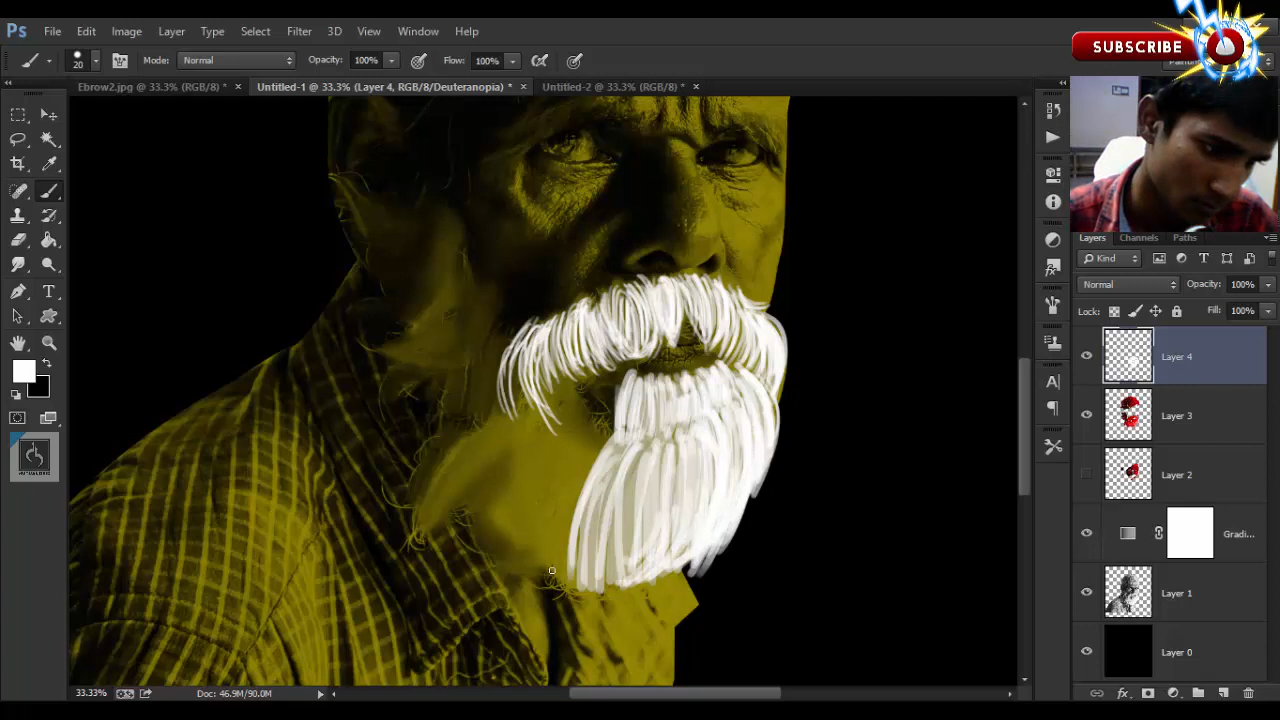 Ps File Edit Image Layer Type Select Filter 3D View Window Help
SUBSCRIBE
20 Mode: Normal Opacity: 100% Flow: 100%
Ebrow2.jpg @ 33.3% (RGB/8) * × Untitled-1 @ 33.3% (Layer 4, RGB/8/Deuteranopia) * × Untitled-2 @ 33.3% (RGB/8) * ×
Layers Channels Paths
Kind
Normal Opacity: 100%
Lock: Fill: 100%
Layer 4
Layer 3
Layer 2
Gradi...
Layer 1
Layer 0
33.33% Doc: 46.9M/90.0M